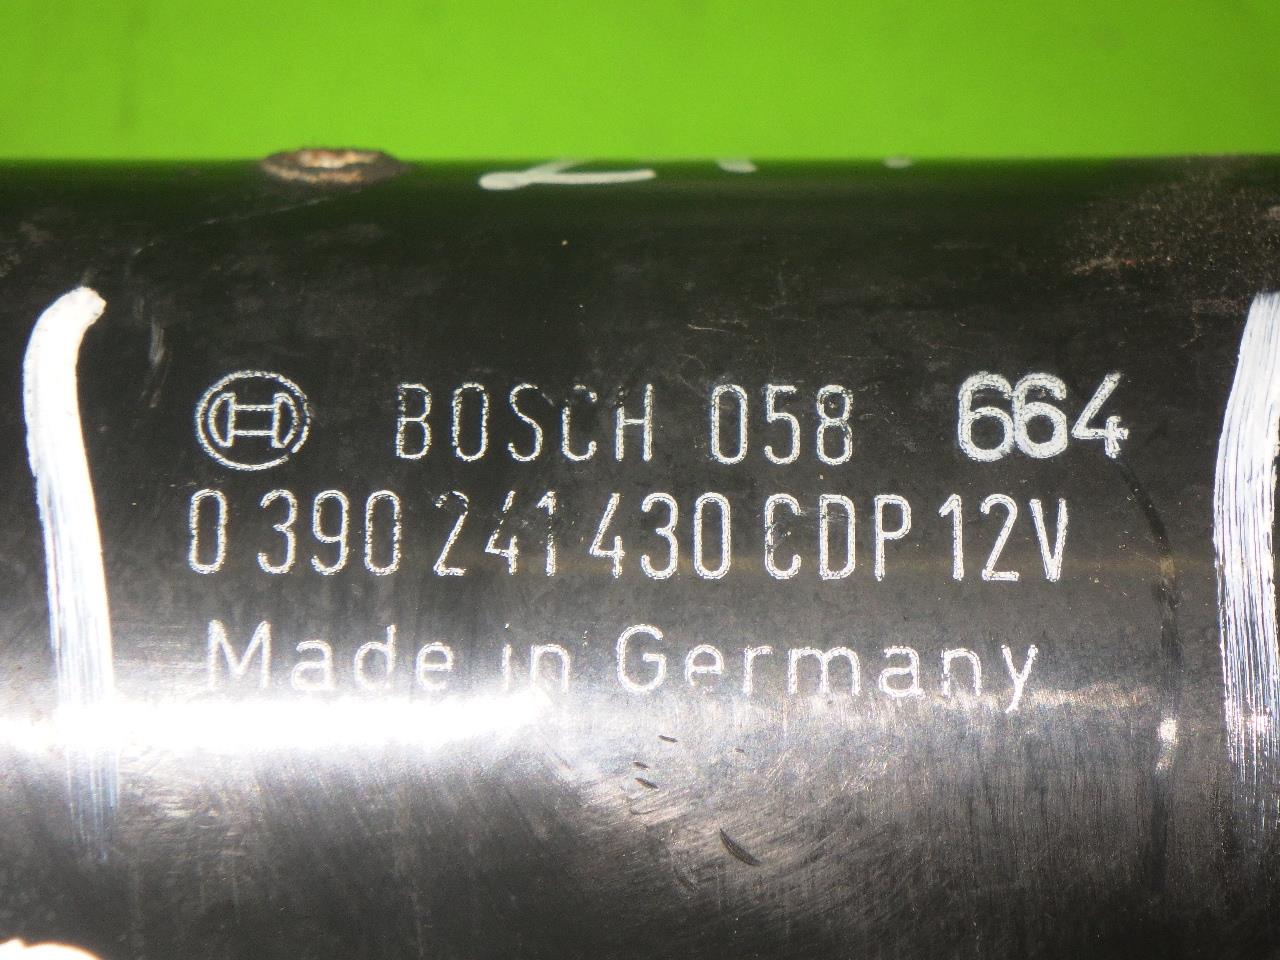 BOSCH 058 664
0 390 241 430 CDP 12V
Made in Germany